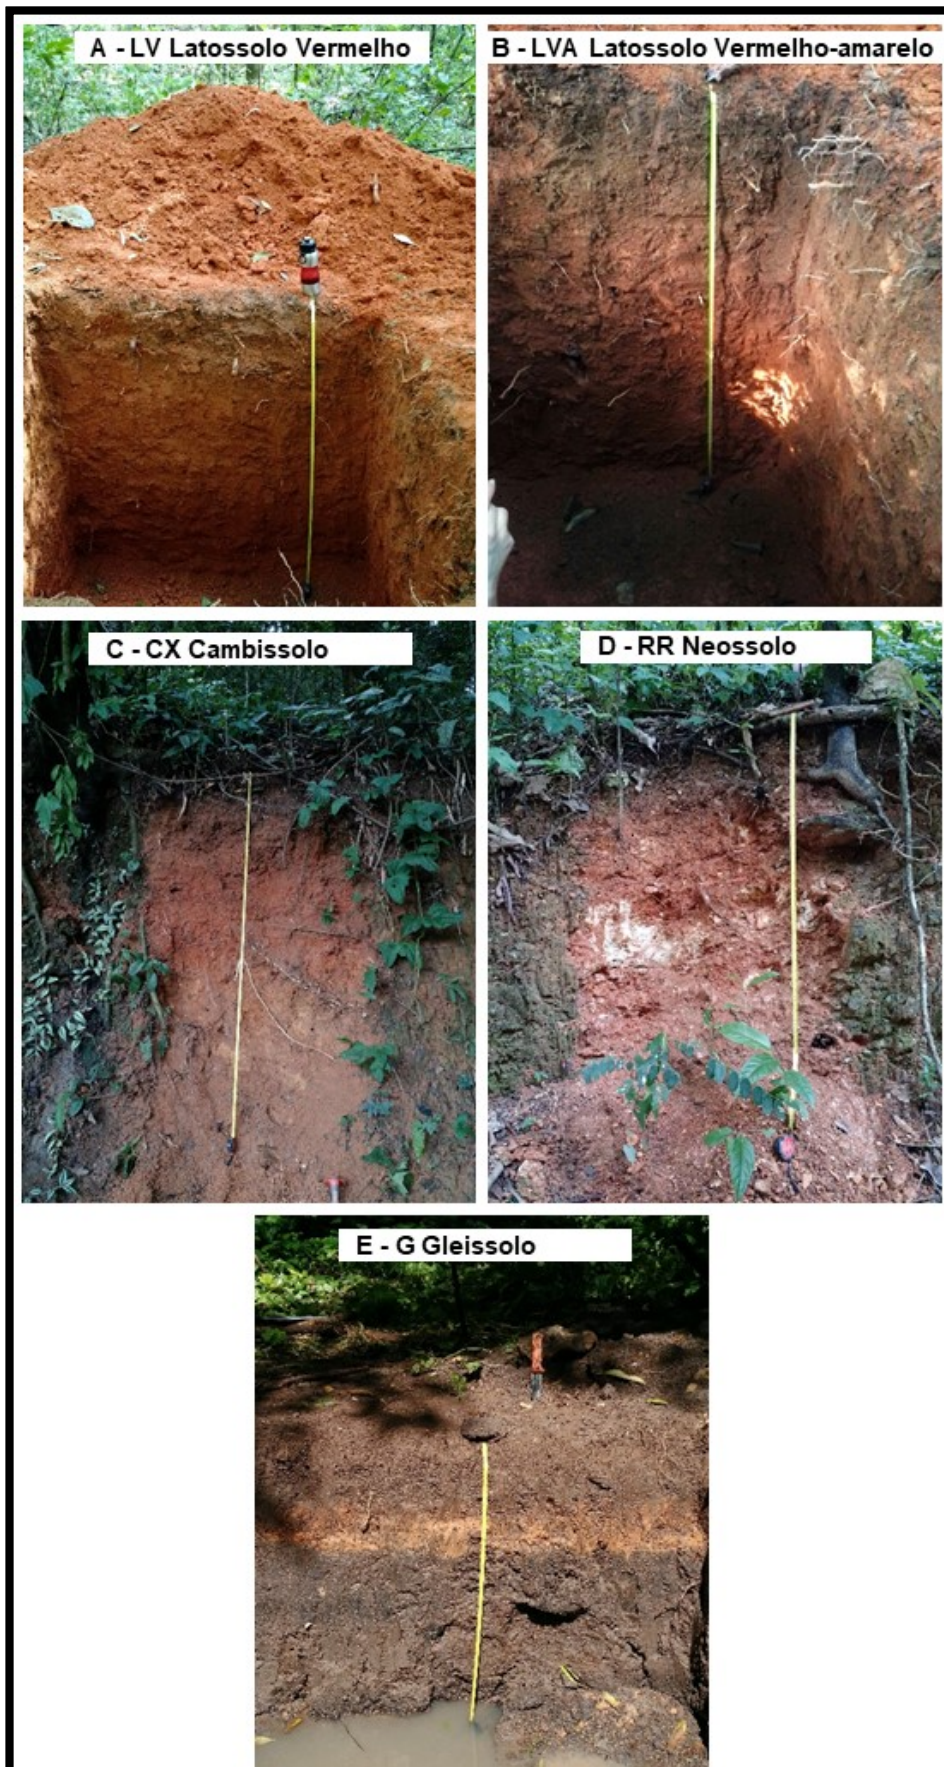 A - LV Latossolo Vermelho
B - LVA Latossolo Vermelho-amarelo
C - CX Cambissolo
D - RR Neossolo
E - G Gleissolo